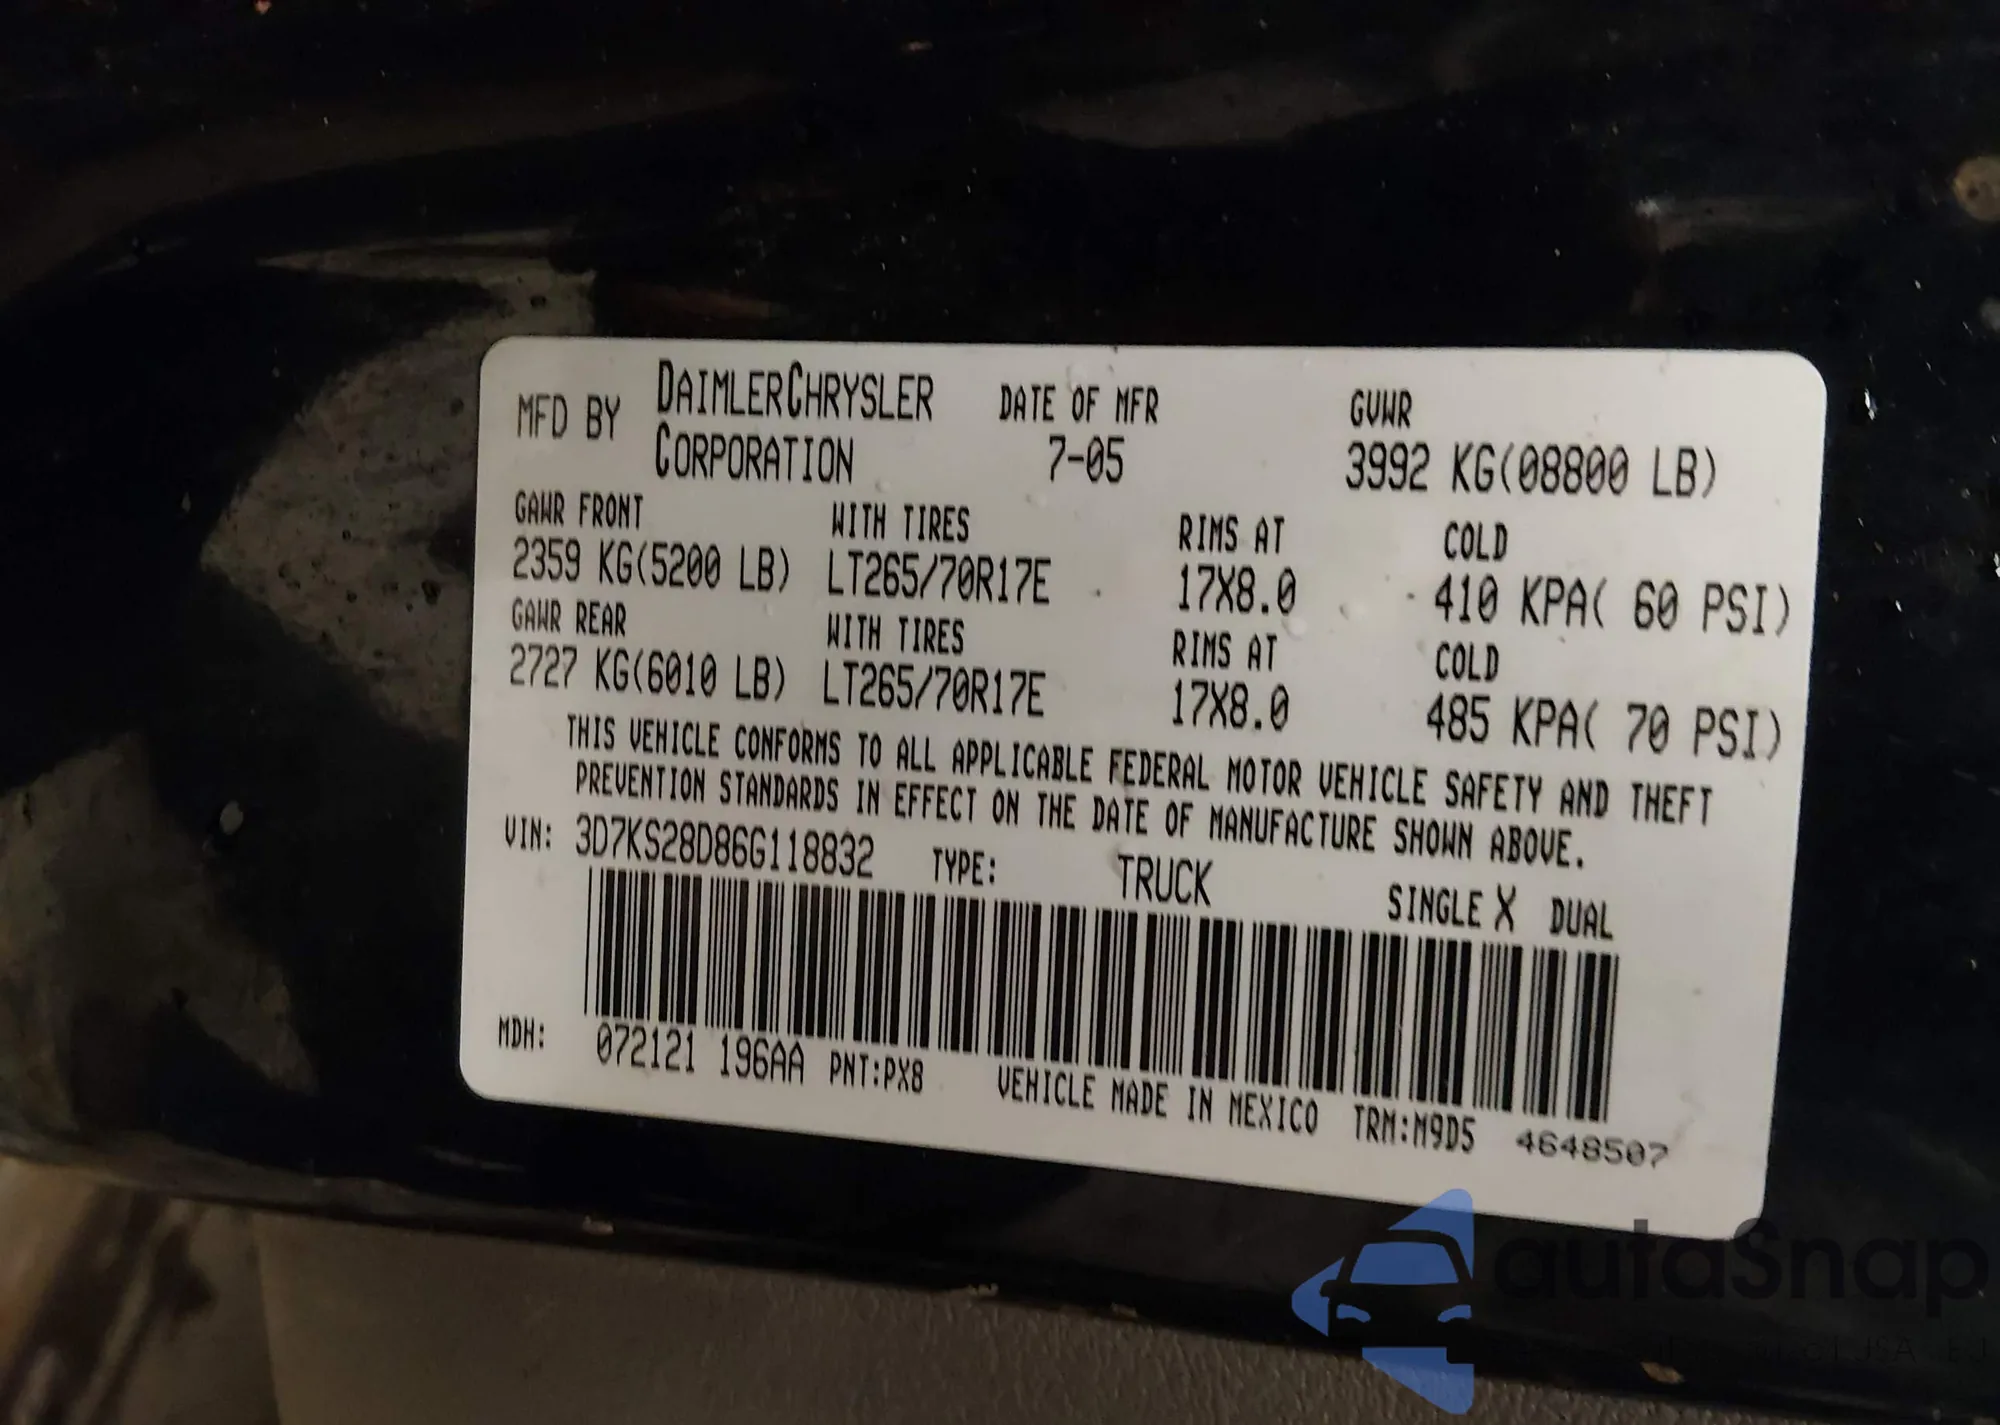 MFD BY DAIMLERCHRYSLER CORPORATION DATE OF MFR 7-05 GVWR 3992 KG(08800 LB)
GAWR FRONT WITH TIRES RIMS AT COLD
2359 KG(5200 LB) LT265/70R17E 17X8.0 410 KPA( 60 PSI)
GAWR REAR WITH TIRES RIMS AT COLD
2727 KG(6010 LB) LT265/70R17E 17X8.0 485 KPA( 70 PSI)
THIS VEHICLE CONFORMS TO ALL APPLICABLE FEDERAL MOTOR VEHICLE SAFETY AND THEFT
PREVENTION STANDARDS IN EFFECT ON THE DATE OF MANUFACTURE SHOWN ABOVE.
VIN: 3D7KS28D86G118832 TYPE: TRUCK SINGLE X DUAL
MDH: 072121 196AA PNT:PX8 VEHICLE MADE IN MEXICO TRM:M9D5 4648507
autaSnap